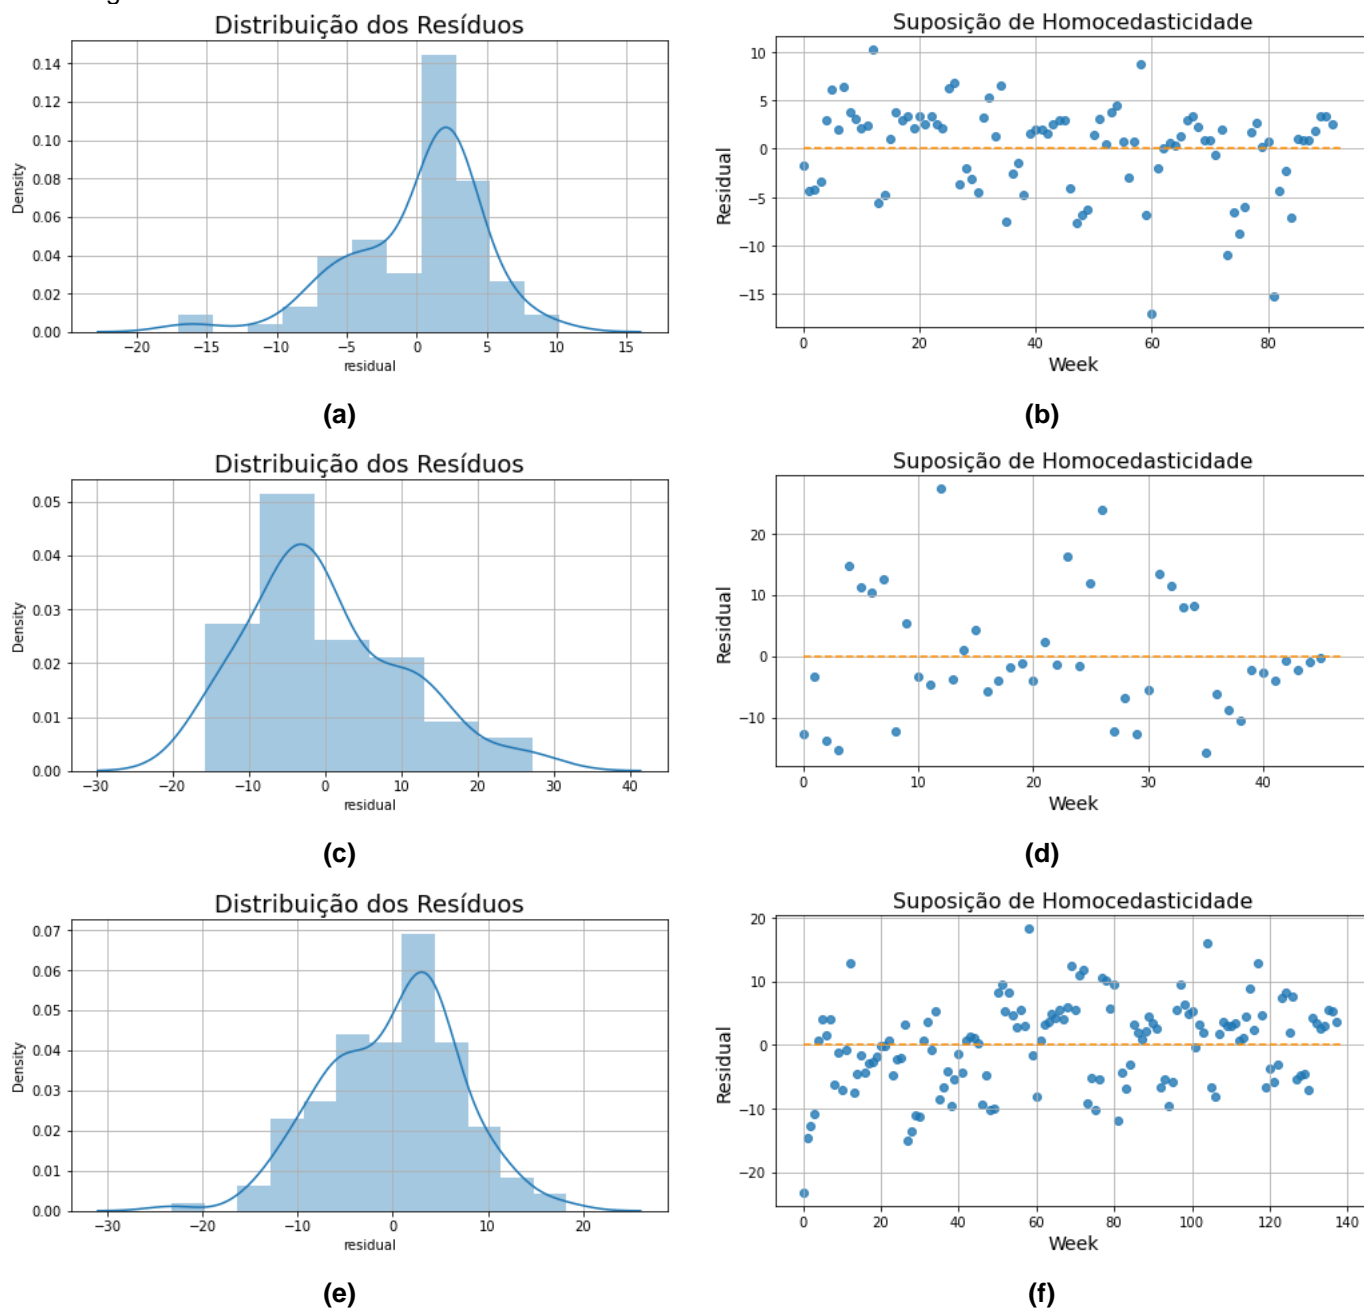 Distribuição dos Resíduos
Density
0.14
0.12
0.10
0.08
0.06
0.04
0.02
0.00
−20 −15 −10 −5 0 5 10 15
residual
(a)
Suposição de Homocedasticidade
Residual
10
5
0
−5
−10
−15
0 20 40 60 80
Week
(b)
Distribuição dos Resíduos
Density
0.05
0.04
0.03
0.02
0.01
0.00
−30 −20 −10 0 10 20 30 40
residual
(c)
Suposição de Homocedasticidade
Residual
20
10
0
−10
0 10 20 30 40
Week
(d)
Distribuição dos Resíduos
Density
0.07
0.06
0.05
0.04
0.03
0.02
0.01
0.00
−30 −20 −10 0 10 20
residual
(e)
Suposição de Homocedasticidade
Residual
20
10
0
−10
−20
0 20 40 60 80 100 120 140
Week
(f)